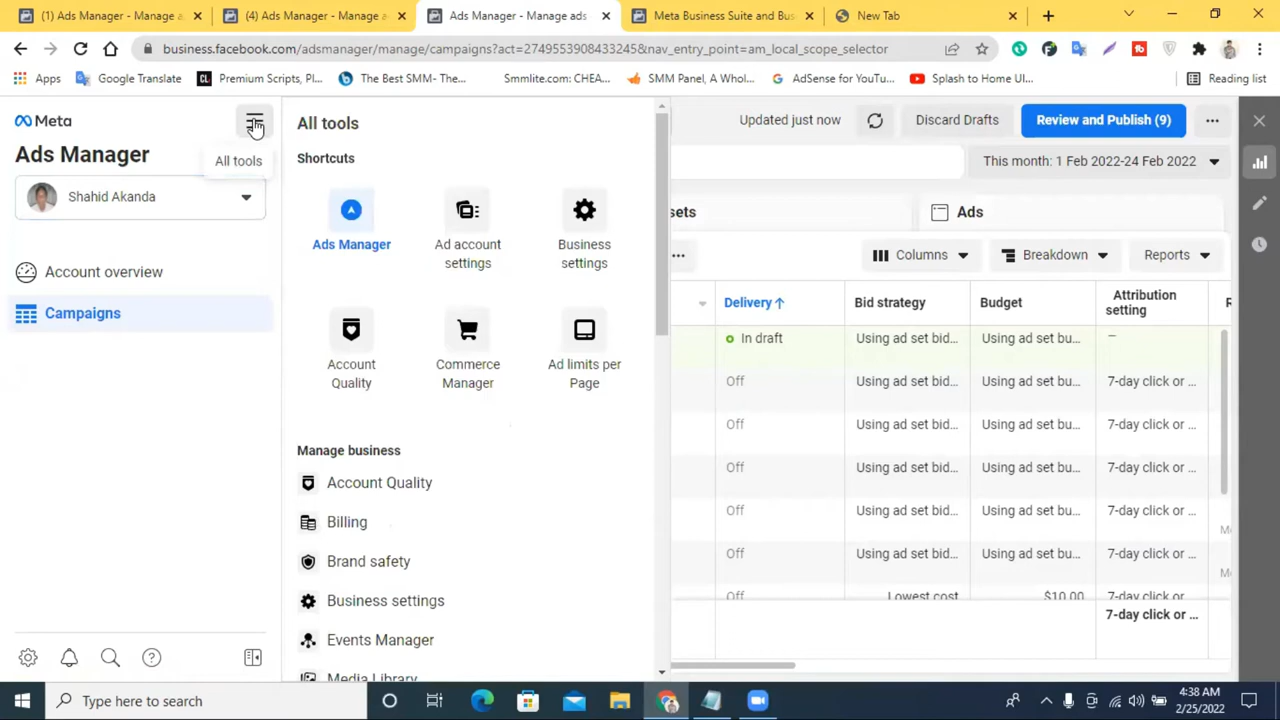 (1) Ads Manager - Manage a
(4) Ads Manager - Manage a
Ads Manager - Manage ads
Meta Business Suite and Bus
New Tab
business.facebook.com/adsmanager/manage/campaigns?act=2749553908433245&nav_entry_point=am_local_scope_selector
Apps
Google Translate
Premium Scripts, Pl...
The Best SMM- The...
Smmlite.com: CHEA...
SMM Panel, A Whol...
AdSense for YouTu...
Splash to Home UI...
Reading list
Meta
Ads Manager
All tools
Shahid Akanda
Account overview
Campaigns
All tools
Shortcuts
Ads Manager
Ad account
settings
Business
settings
Account
Quality
Commerce
Manager
Ad limits per
Page
Manage business
Account Quality
Billing
Brand safety
Business settings
Events Manager
Media Library
Updated just now
Discard Drafts
Review and Publish (9)
This month: 1 Feb 2022-24 Feb 2022
sets
Ads
Columns
Breakdown
Reports
Delivery ↑
Bid strategy
Budget
Attribution
setting
R
In draft
Using ad set bid...
Using ad set bu...
—
Off
Using ad set bid...
Using ad set bu...
7-day click or ...
Off
Using ad set bid...
Using ad set bu...
7-day click or ...
Off
Using ad set bid...
Using ad set bu...
7-day click or ...
Off
Using ad set bid...
Using ad set bu...
7-day click or ...
Off
Using ad set bid...
Using ad set bu...
7-day click or ...
Off
Lowest cost
$10.00
7-day click or ...
7-day click or ...
Type here to search
4:38 AM
2/25/2022